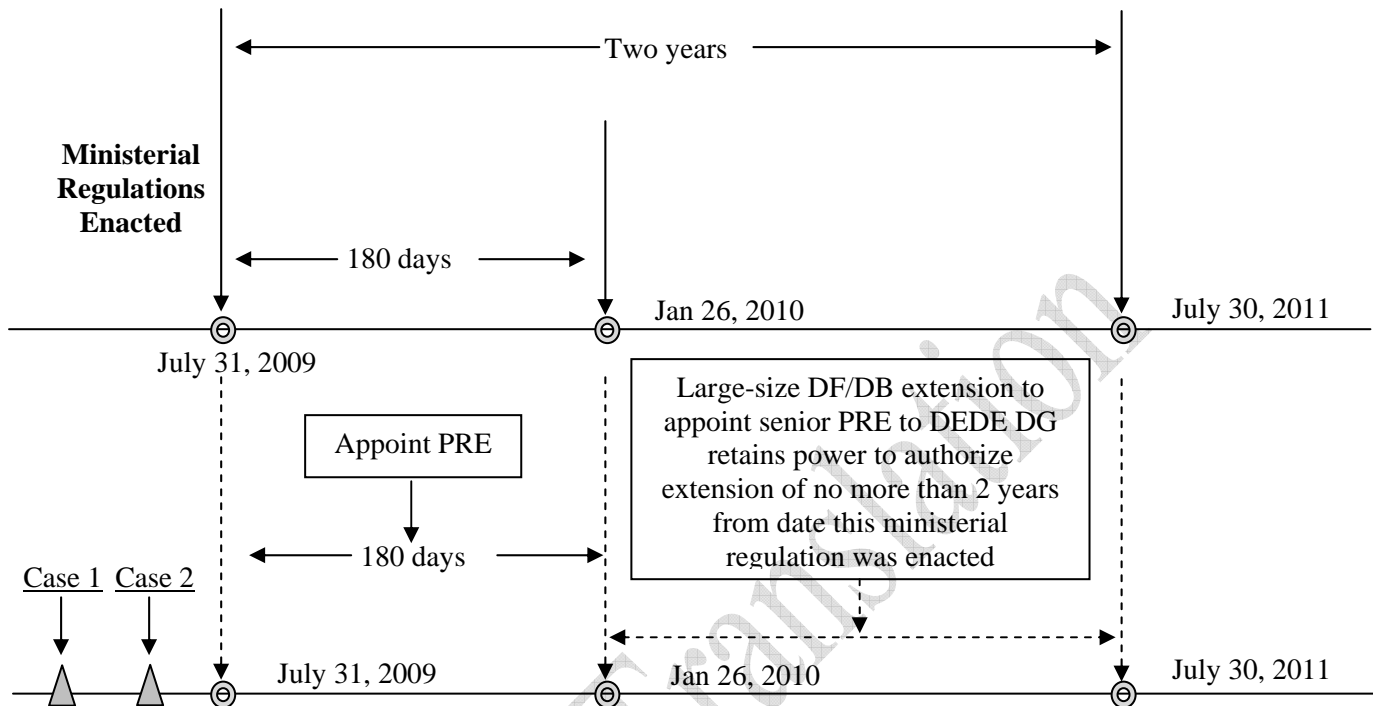 Two years
Ministerial
Regulations
Enacted
180 days
Jan 26, 2010
July 30, 2011
July 31, 2009
Large-size DF/DB extension to
appoint senior PRE to DEDE DG
retains power to authorize
extension of no more than 2 years
from date this ministerial
regulation was enacted
Appoint PRE
180 days
Case 1 Case 2
July 31, 2009
Jan 26, 2010
July 30, 2011
Translation